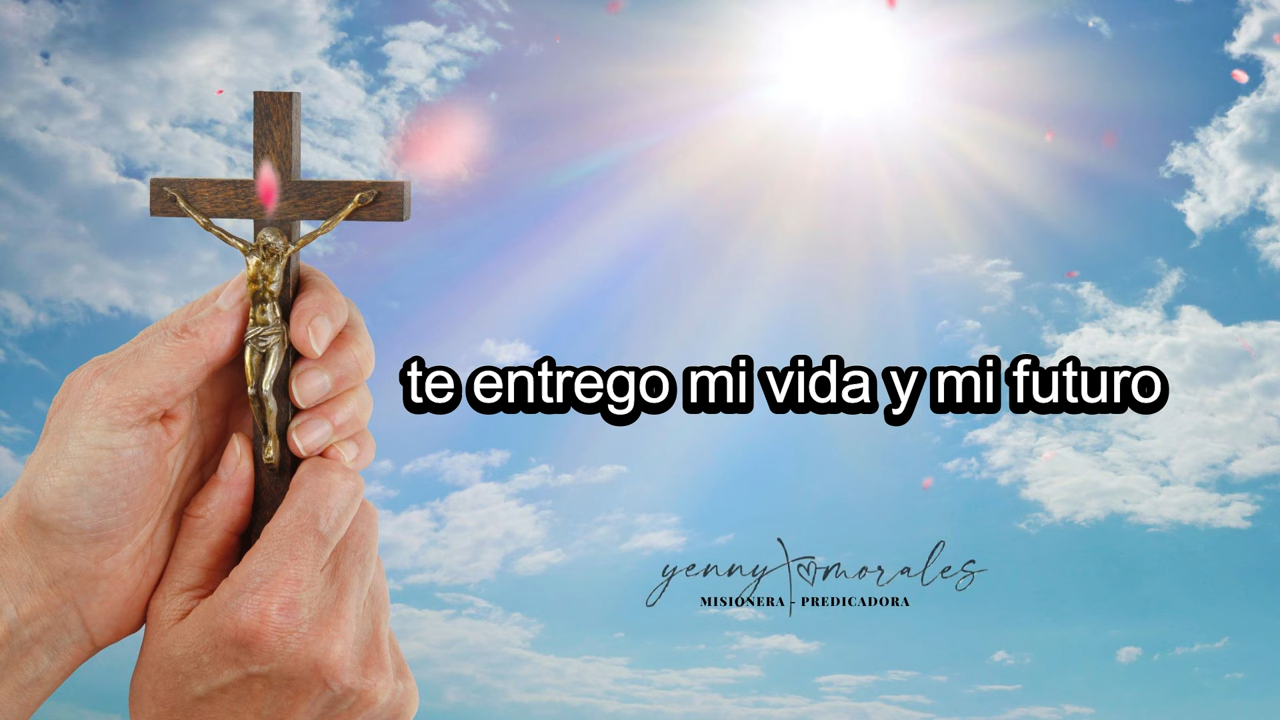 te entrego mi vida y mi futuro
yenny morales
MISIONERA - PREDICADORA